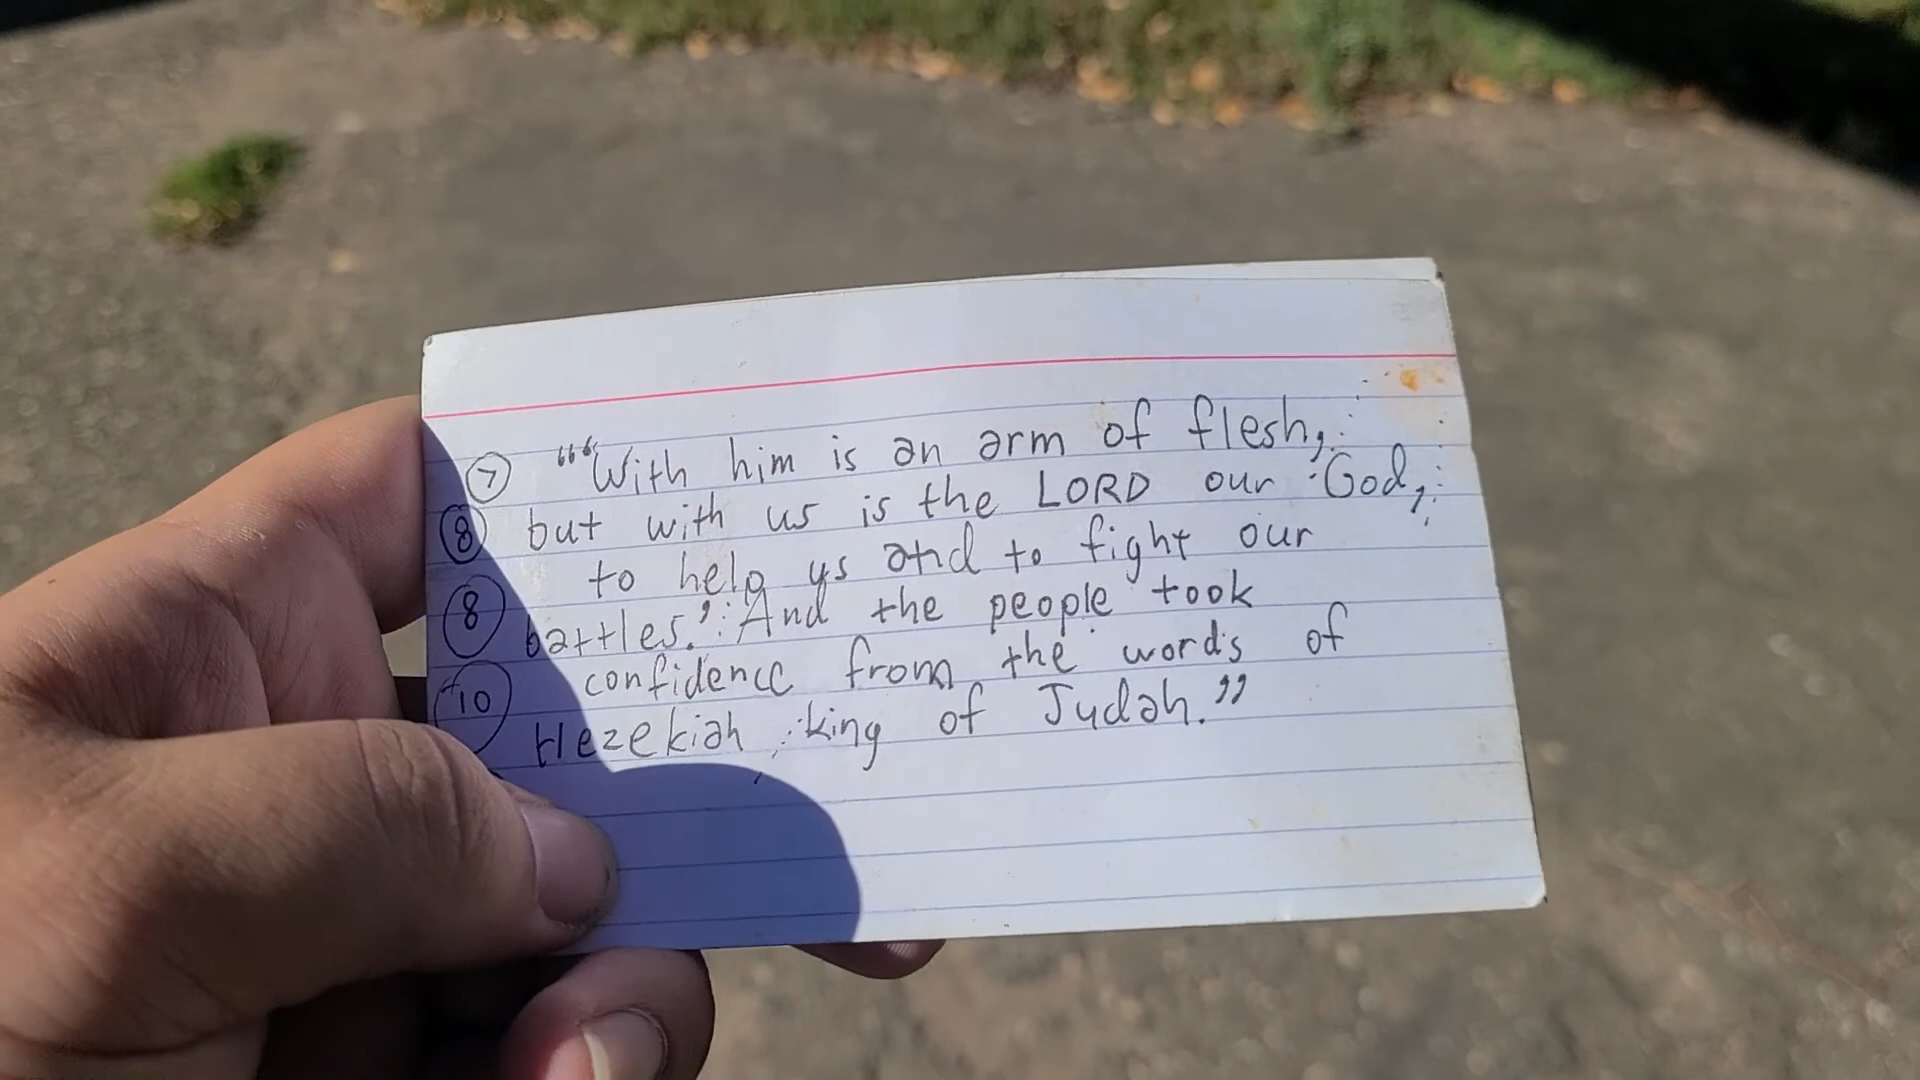 ⑦ "'With him is an arm of flesh,
⑧ but with us is the LORD our God,
to help us and to fight our
⑧ battles.' And the people took
confidence from the words of
⑩ Hezekiah king of Judah."